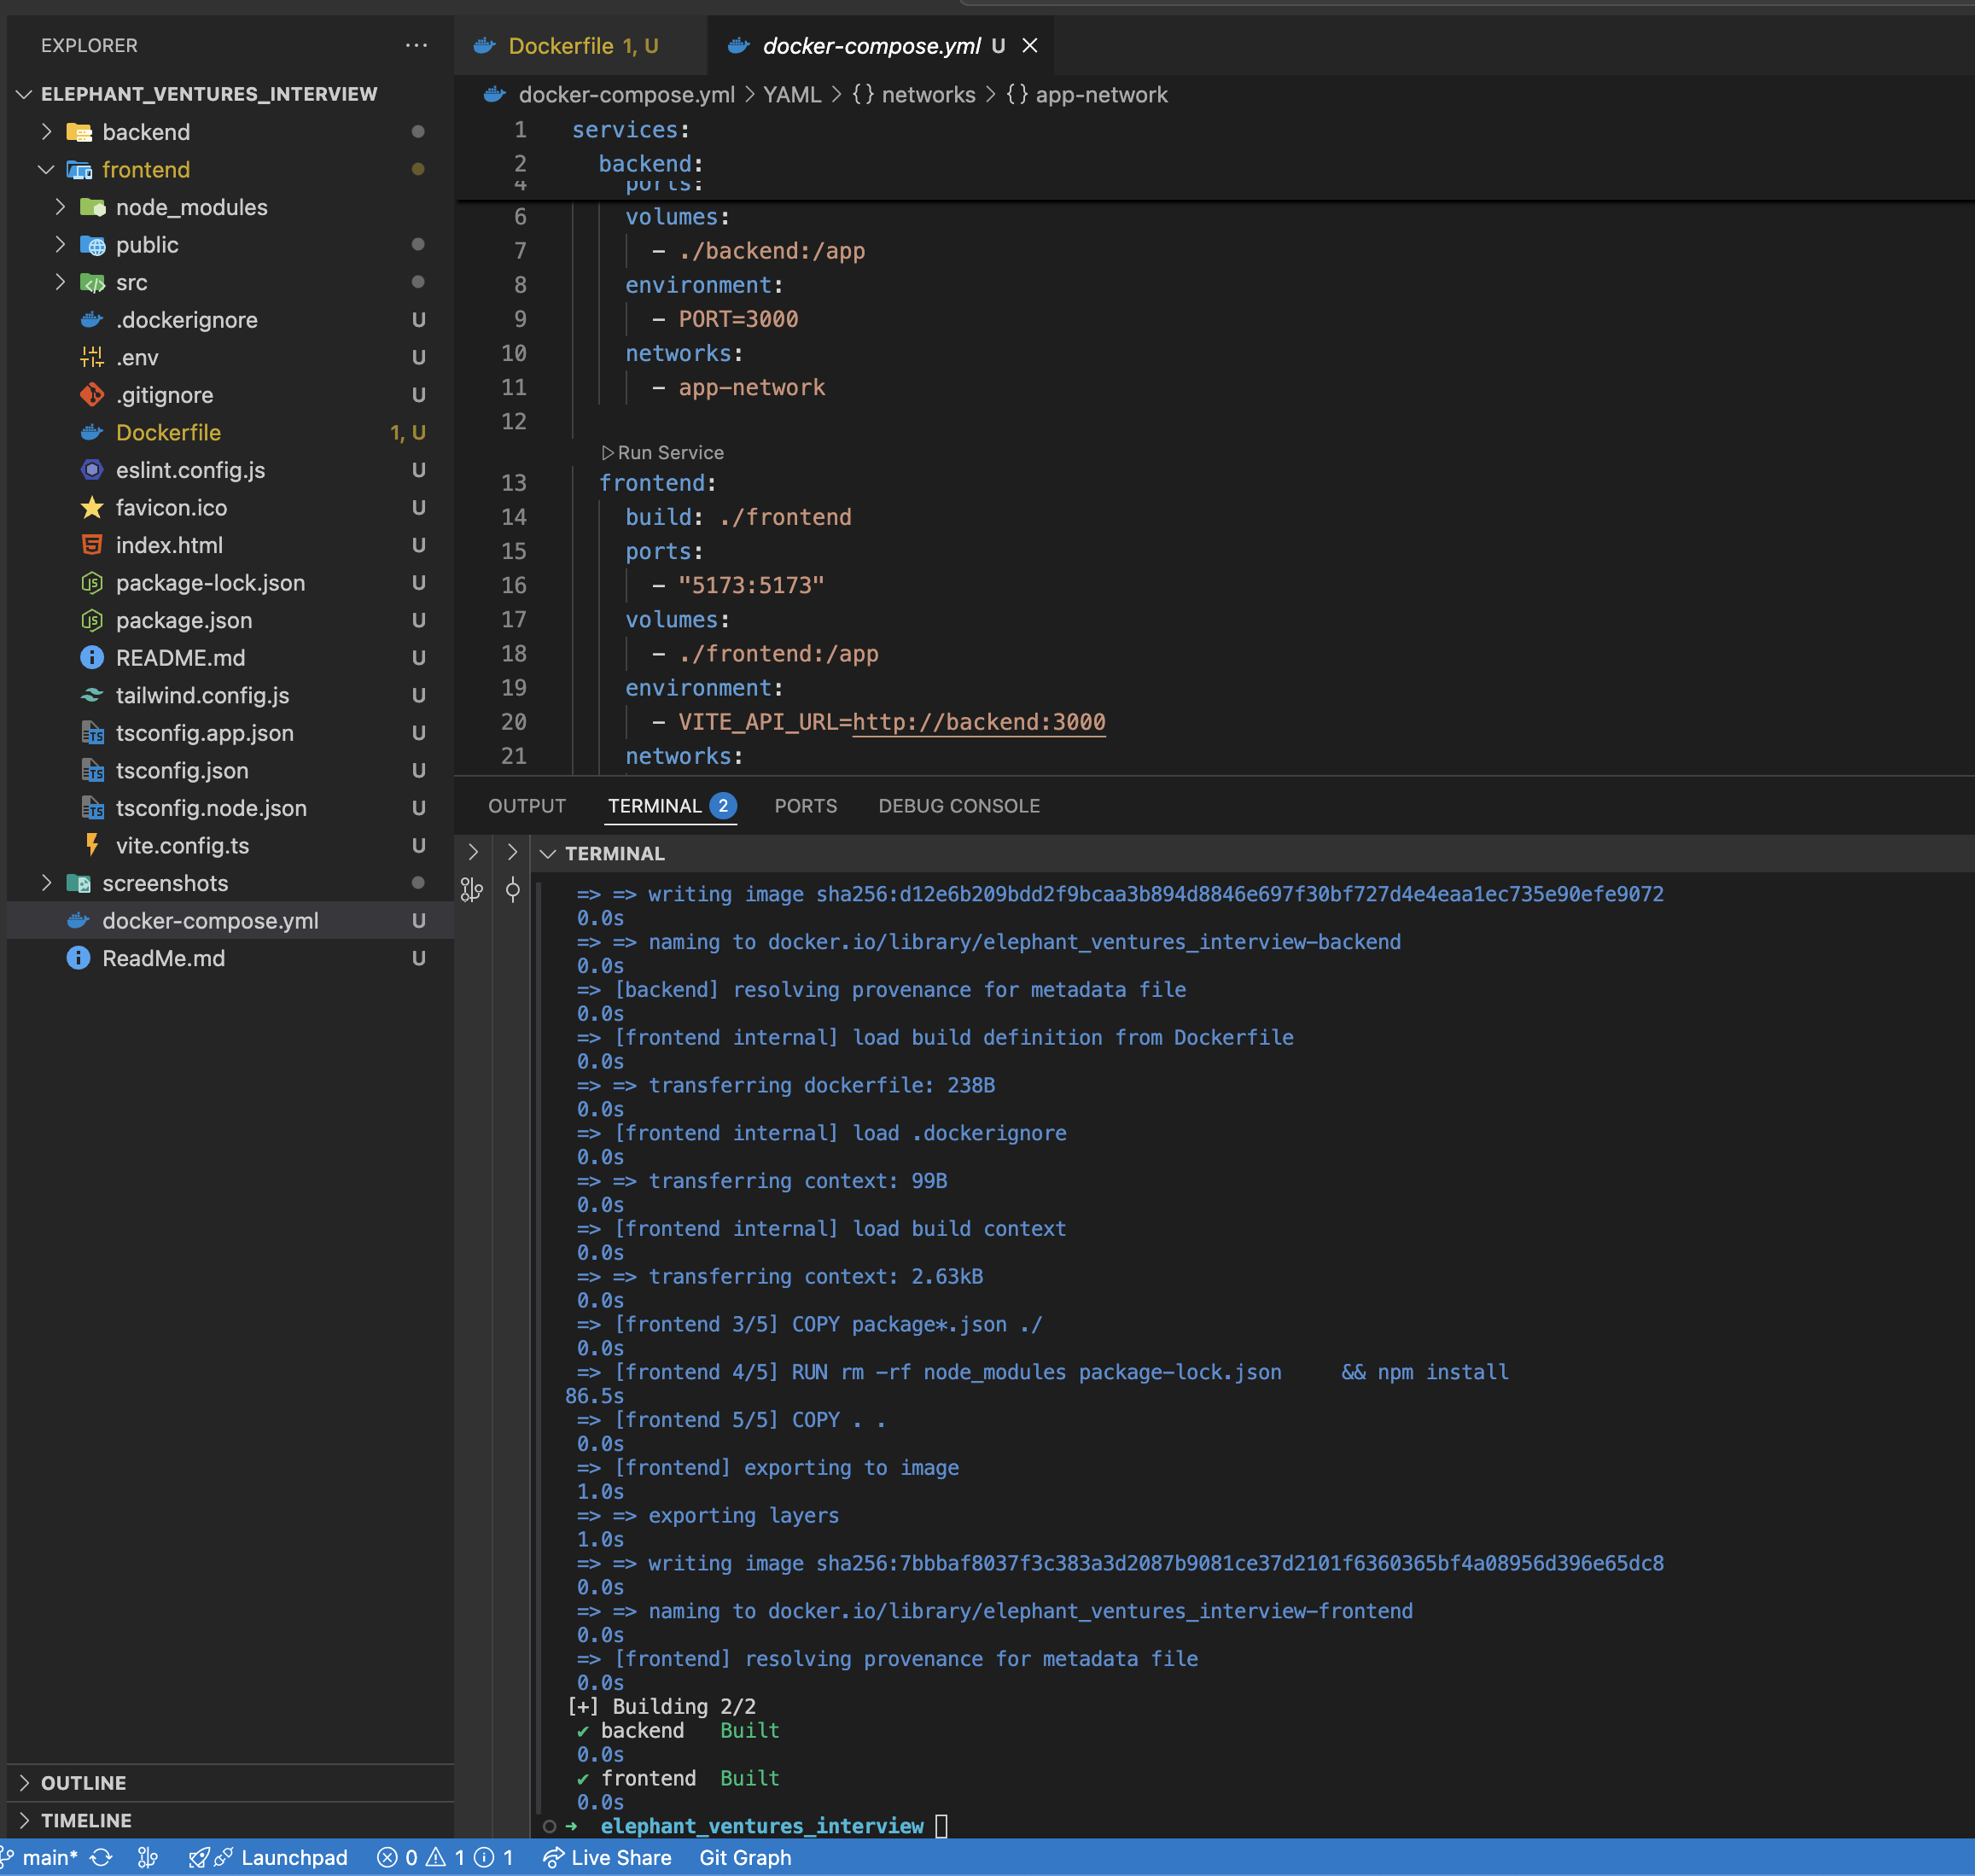 EXPLORER
ELEPHANT_VENTURES_INTERVIEW
backend
frontend
node_modules
public
src
.dockerignore U
.env U
.gitignore U
Dockerfile 1, U
eslint.config.js U
favicon.ico U
index.html U
package-lock.json U
package.json U
README.md U
tailwind.config.js U
tsconfig.app.json U
tsconfig.json U
tsconfig.node.json U
vite.config.ts U
screenshots
docker-compose.yml U
ReadMe.md U
OUTLINE
TIMELINE
Dockerfile 1, U
docker-compose.yml U
docker-compose.yml > YAML > {} networks > {} app-network
1 services:
2 backend:
4 ports:
6 volumes:
7 - ./backend:/app
8 environment:
9 - PORT=3000
10 networks:
11 - app-network
12
Run Service
13 frontend:
14 build: ./frontend
15 ports:
16 - "5173:5173"
17 volumes:
18 - ./frontend:/app
19 environment:
20 - VITE_API_URL=http://backend:3000
21 networks:
OUTPUT TERMINAL 2 PORTS DEBUG CONSOLE
TERMINAL
=> => writing image sha256:d12e6b209bdd2f9bcaa3b894d8846e697f30bf727d4e4eaa1ec735e90efe9072
0.0s
=> => naming to docker.io/library/elephant_ventures_interview-backend
0.0s
=> [backend] resolving provenance for metadata file
0.0s
=> [frontend internal] load build definition from Dockerfile
0.0s
=> => transferring dockerfile: 238B
0.0s
=> [frontend internal] load .dockerignore
0.0s
=> => transferring context: 99B
0.0s
=> [frontend internal] load build context
0.0s
=> => transferring context: 2.63kB
0.0s
=> [frontend 3/5] COPY package*.json ./
0.0s
=> [frontend 4/5] RUN rm -rf node_modules package-lock.json     && npm install
86.5s
=> [frontend 5/5] COPY . .
0.0s
=> [frontend] exporting to image
1.0s
=> => exporting layers
1.0s
=> => writing image sha256:7bbbaf8037f3c383a3d2087b9081ce37d2101f6360365bf4a08956d396e65dc8
0.0s
=> => naming to docker.io/library/elephant_ventures_interview-frontend
0.0s
=> [frontend] resolving provenance for metadata file
0.0s
[+] Building 2/2
✔ backend   Built
0.0s
✔ frontend  Built
0.0s
→ elephant_ventures_interview
main* Launchpad 0 1 1 Live Share Git Graph